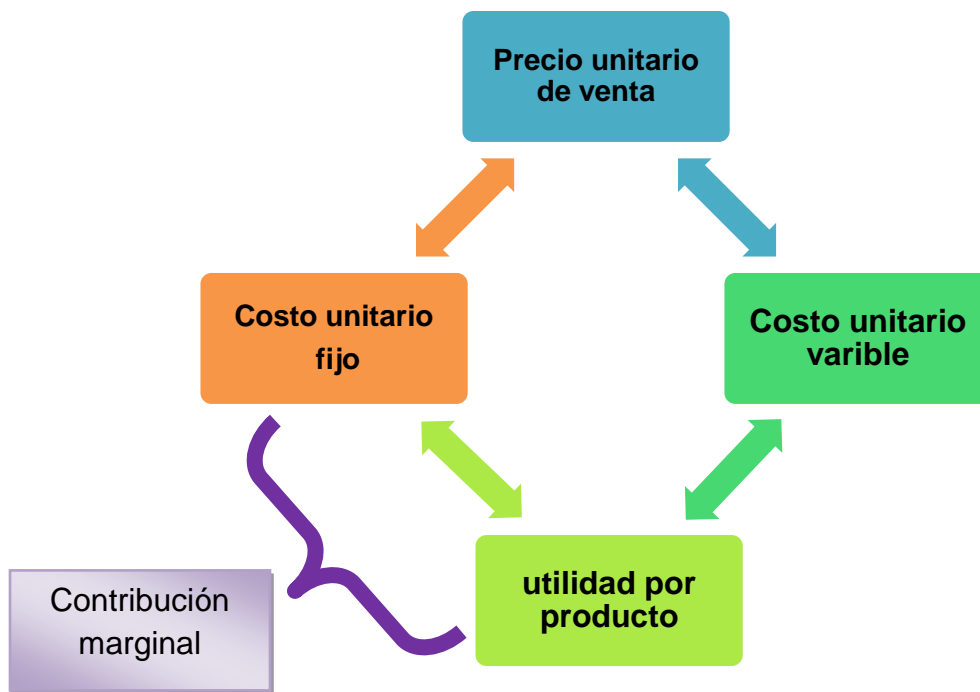 Precio unitario
de venta
Costo unitario
fijo
Costo unitario
varible
utilidad por
producto
Contribución
marginal